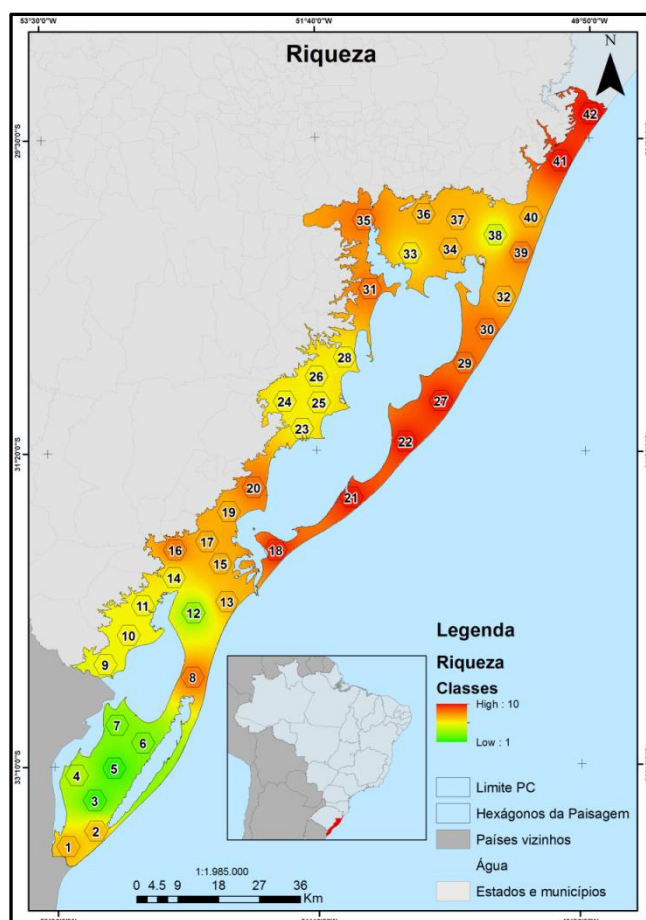 53°30'0"W 51°40'0"W 49°50'0"W
Riqueza
N
29°30'0"S
42
41
35 36 37 40
38
33 34 39
31 32
30
28 29
26
24 25 27
23 22
31°20'0"S
20
21
19
16 17 18
14 15
11 12 13
10
9 8
7
6
4 5
33°10'0"S
3
2
1
Legenda
Riqueza
Classes
High : 10
Low : 1
Limite PC
Hexágonos da Paisagem
Países vizinhos
Água
Estados e municípios
1:1.985.000
0 4.5 9 18 27 36
Km